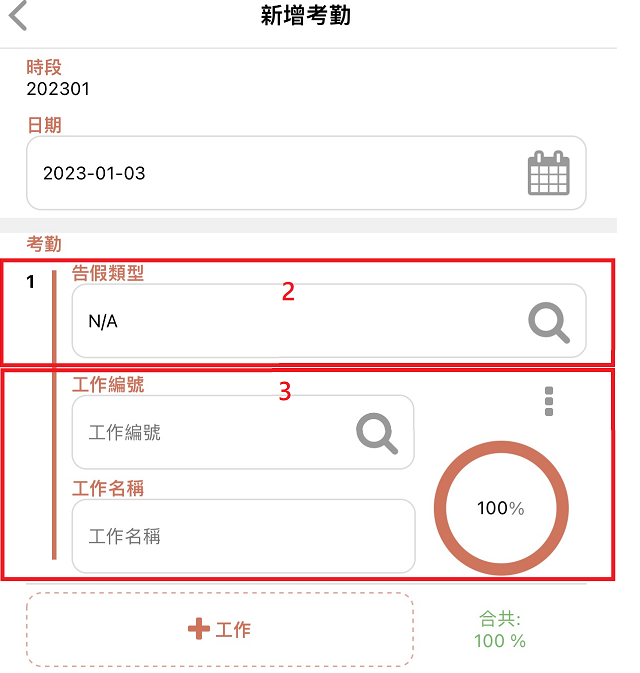 新增考勤
時段
202301
日期
2023-01-03
考勤
1
告假類型
2
N/A
工作編號
3
工作編號
工作名稱
100%
工作名稱
工作
合共:
100 %